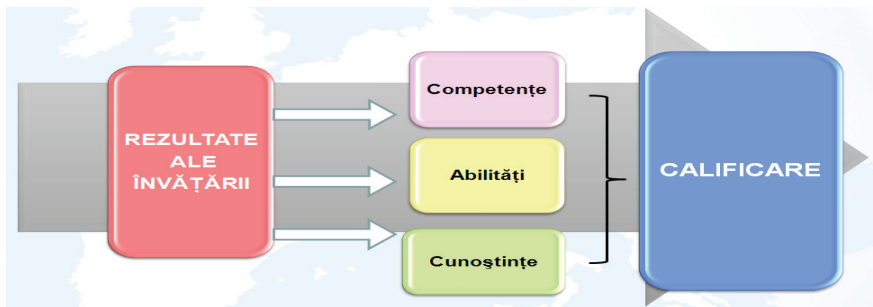 REZULTATE
ALE
ÎNVĂȚĂRII
Competențe
Abilități
Cunoştințe
CALIFICARE